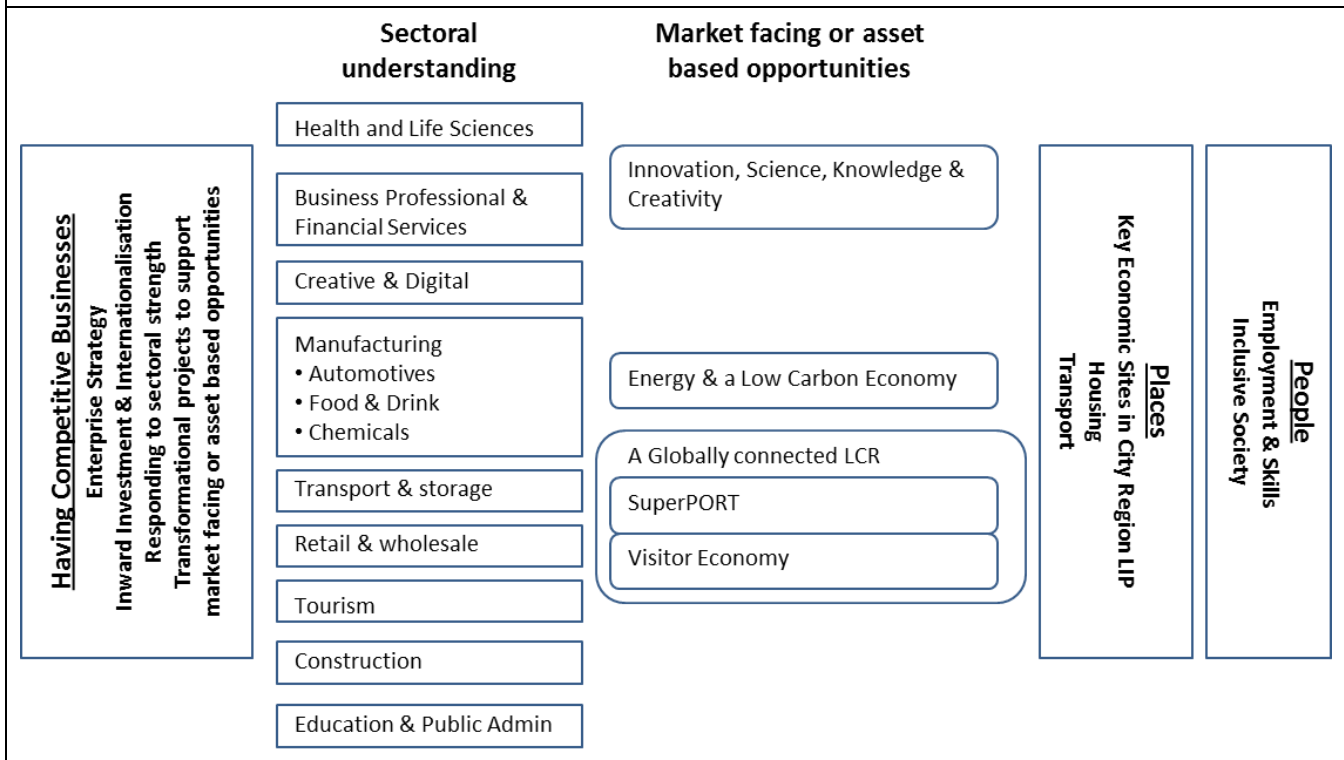 Sectoral
understanding
Market facing or asset
based opportunities
Having Competitive Businesses
Enterprise Strategy
Inward Investment & Internationalisation
Responding to sectoral strength
Transformational projects to support
market facing or asset based opportunities
Health and Life Sciences
Business Professional &
Financial Services
Creative & Digital
Manufacturing
• Automotives
• Food & Drink
• Chemicals
Transport & storage
Retail & wholesale
Tourism
Construction
Education & Public Admin
Innovation, Science, Knowledge &
Creativity
Energy & a Low Carbon Economy
A Globally connected LCR
SuperPORT
Visitor Economy
Places
Key Economic Sites in City Region LIP
Housing
Transport
People
Employment & Skills
Inclusive Society